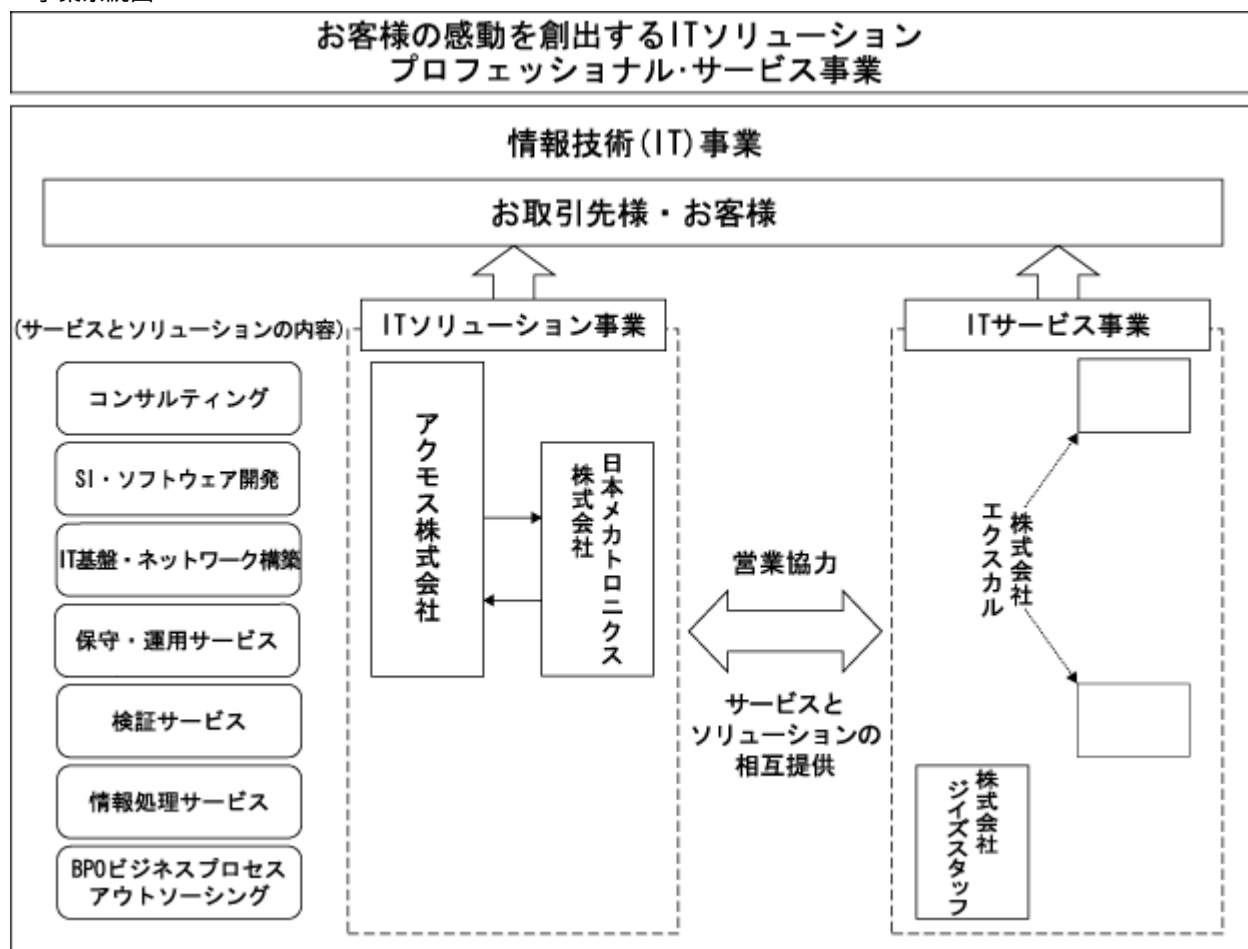 お客様の感動を創出するITソリューション
プロフェッショナル･サービス事業
情報技術(IT)事業
お取引先様・お客様
(サービスとソリューションの内容)
ITソリューション事業
ITサービス事業
コンサルティング
SI・ソフトウェア開発
IT基盤・ネットワーク構築
保守・運用サービス
検証サービス
情報処理サービス
BPOビジネスプロセス
アウトソーシング
アクモス株式会社
日本メカトロニクス
株式会社
営業協力
サービスと
ソリューションの
相互提供
株式会社
エクスカル
株式会社
ジイズスタッフ